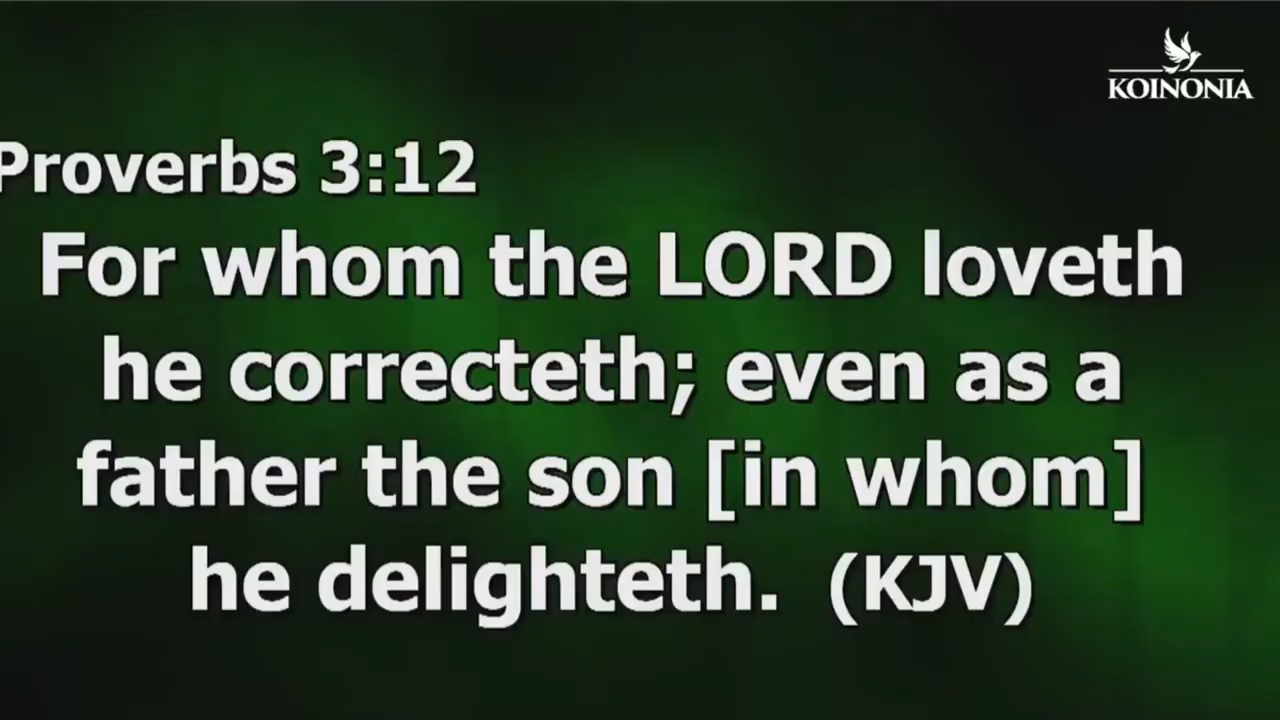 KOINONIA
Proverbs 3:12
For whom the LORD loveth
he correcteth; even as a
father the son [in whom]
he delighteth. (KJV)